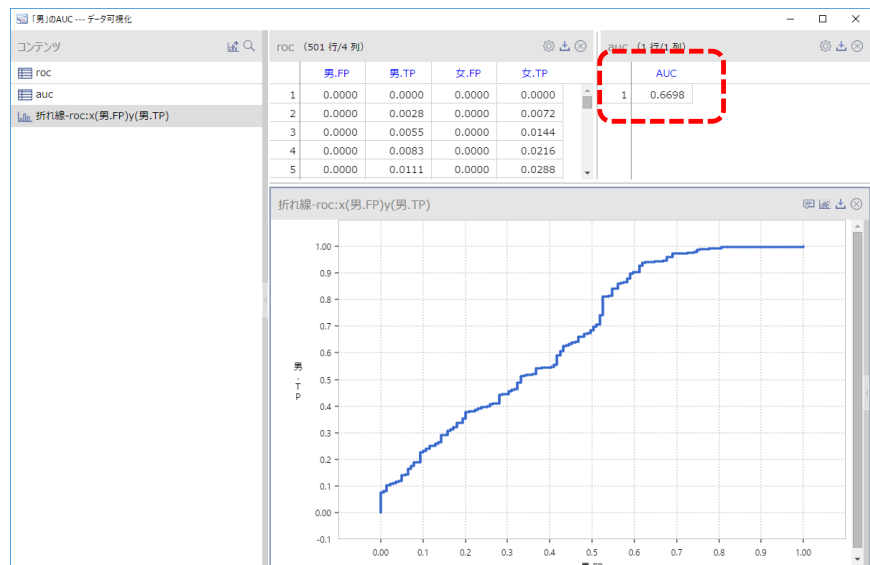 「男」のAUC --- データ可視化
コンテンツ
roc
auc
折れ線-roc:x(男.FP)y(男.TP)
roc (501 行/4 列)
男.FP 男.TP 女.FP 女.TP
1 0.0000 0.0000 0.0000 0.0000
2 0.0000 0.0028 0.0000 0.0072
3 0.0000 0.0055 0.0000 0.0144
4 0.0000 0.0083 0.0000 0.0216
5 0.0000 0.0111 0.0000 0.0288
auc (1 行/1 列)
AUC
1 0.6698
折れ線-roc:x(男.FP)y(男.TP)
1.00
0.9
0.8
0.7
0.6
0.5
0.4
0.3
0.2
0.1
0.00
-0.1
男.TP
0.00 0.1 0.2 0.3 0.4 0.5 0.6 0.7 0.8 0.9 1.00
男.FP